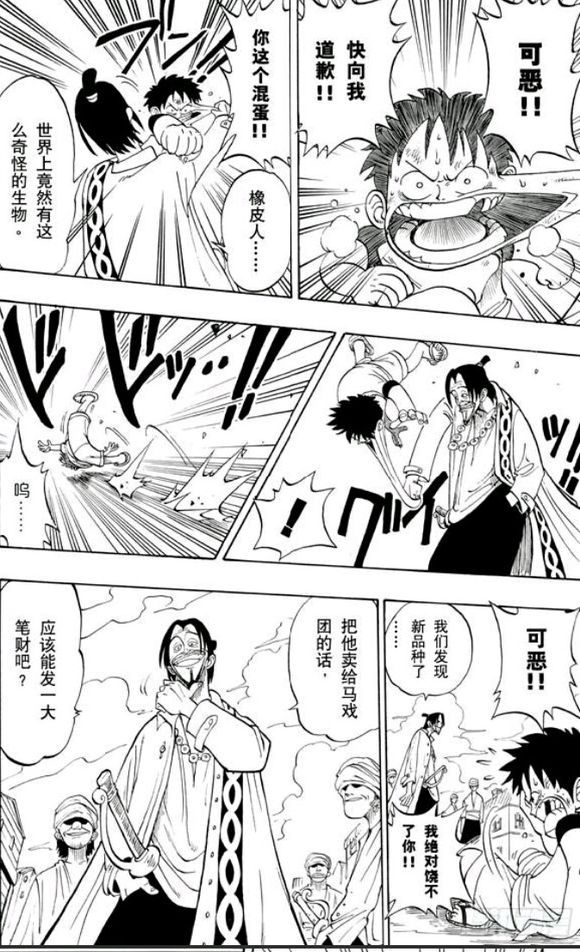 可恶!!
快向我
道歉!!
你这个混蛋!!
橡皮人……
世界上竟然有这
么奇怪的生物。
グイ
!
ドッ
ドッ
呜……
可恶!!
我们发现
新品种了
……
我绝对饶不
了你!!
把他卖给马戏
团的话，
应该能发一大
笔财吧？